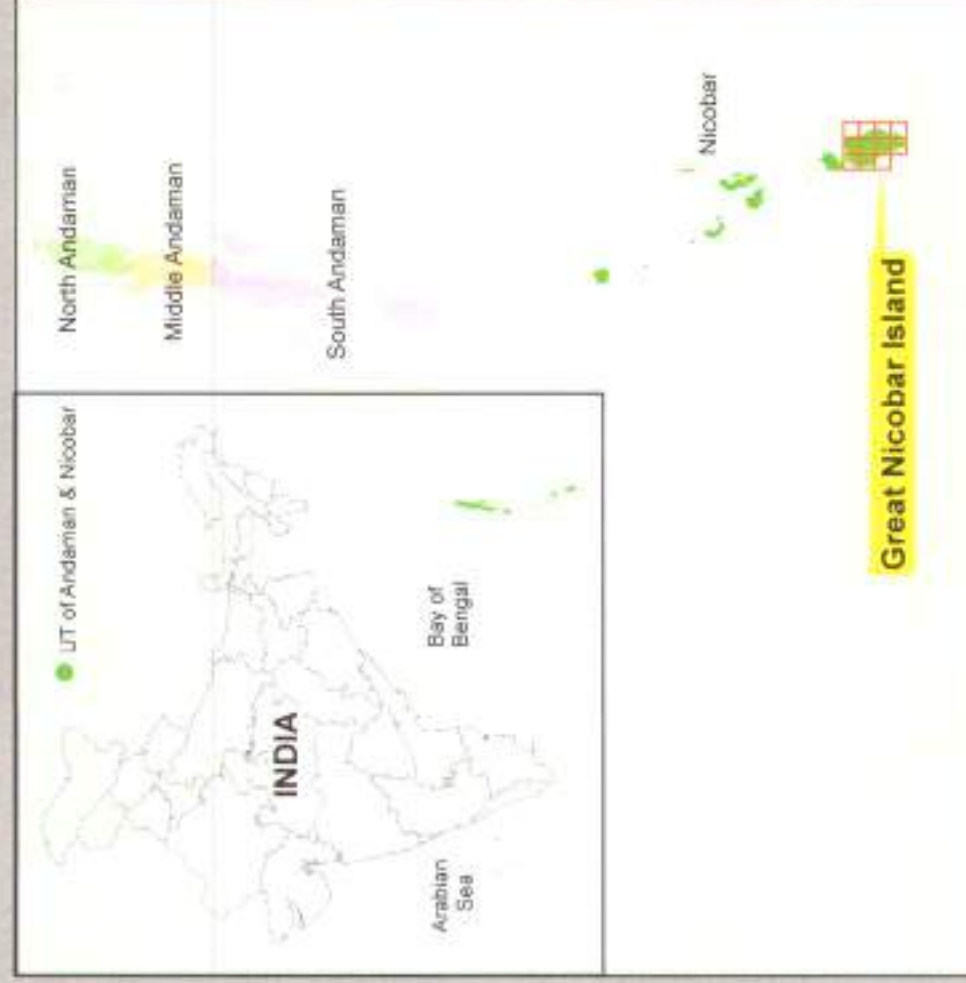 UT of Andaman & Nicobar
INDIA
Arabian
Sea
Bay of
Bengal
North Andaman
Middle Andaman
South Andaman
Nicobar
Great Nicobar Island